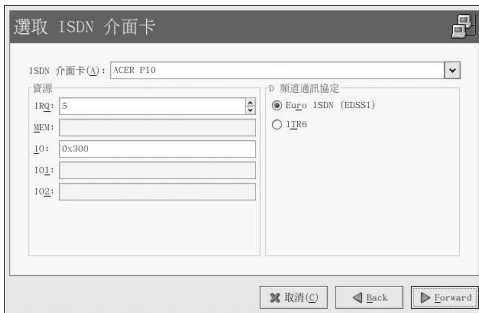 選取 ISDN 介面卡
ISDN 介面卡(A): ACER P10
資源
IRQ: 5
MEM:
IO: 0x300
IO1:
IO2:
D 頻道通訊協定
Euro ISDN (EDSS1)
1TR6
取消(C)
Back
Forward